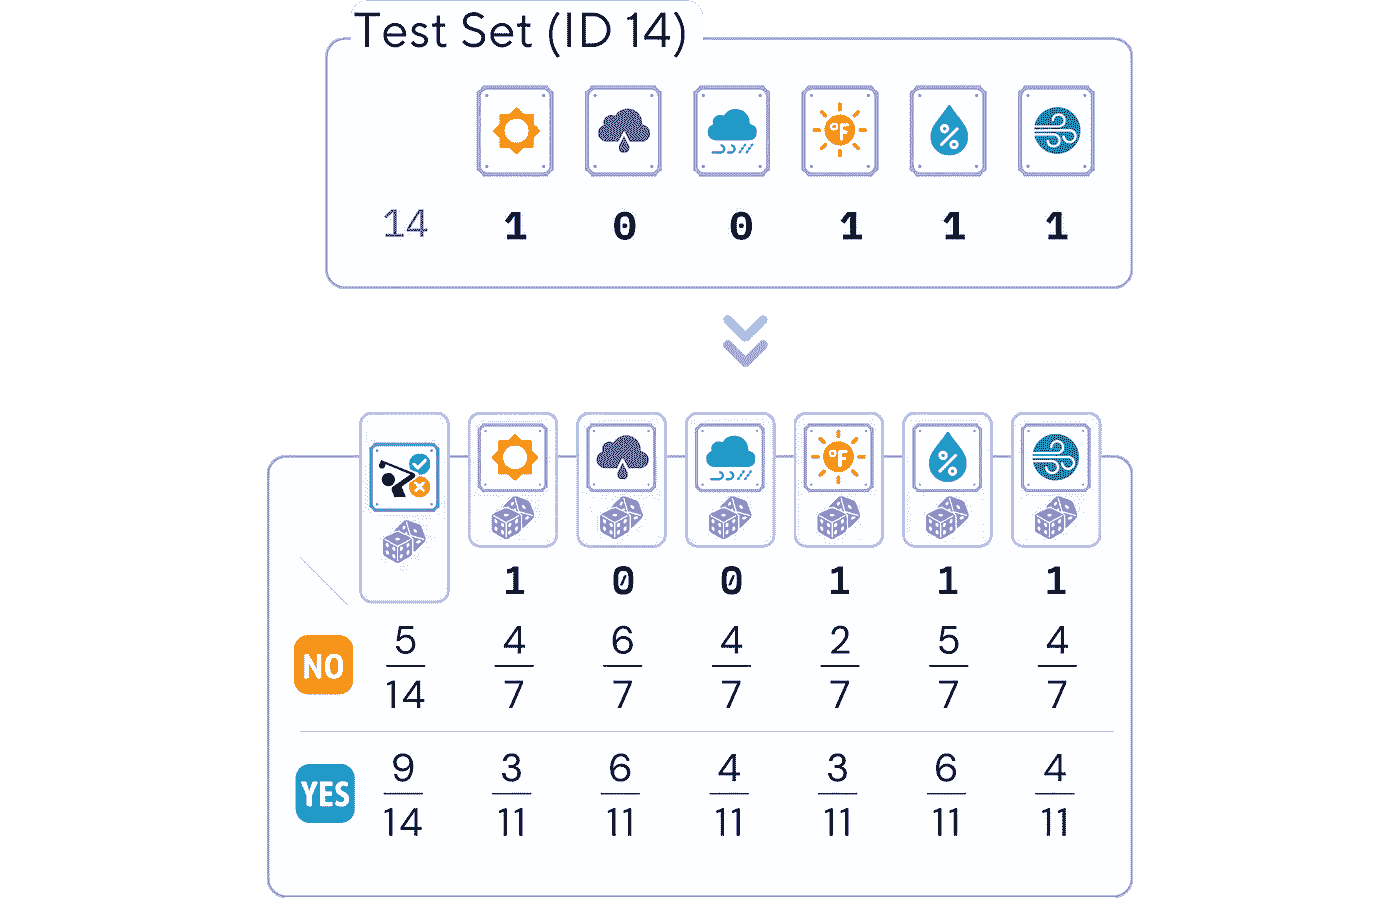 Test Set (ID 14)
°F % 
14 1 0 0 1 1 1
°F %
1 0 0 1 1 1
NO 5/14 4/7 6/7 4/7 2/7 5/7 4/7
YES 9/14 3/11 6/11 4/11 3/11 6/11 4/11